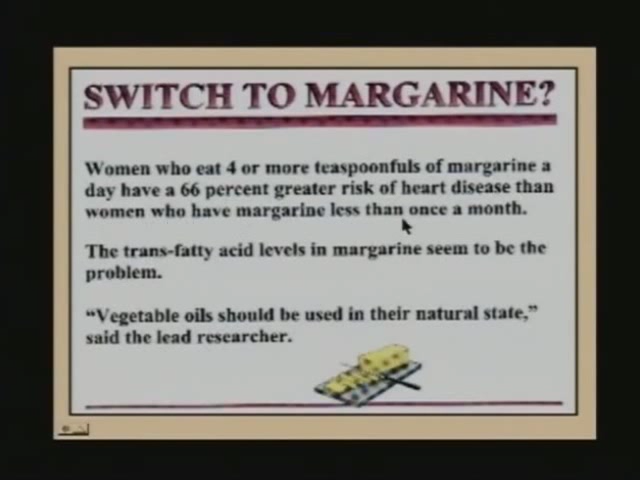 SWITCH TO MARGARINE?
Women who eat 4 or more teaspoonfuls of margarine a
day have a 66 percent greater risk of heart disease than
women who have margarine less than once a month.
The trans-fatty acid levels in margarine seem to be the
problem.
“Vegetable oils should be used in their natural state,”
said the lead researcher.